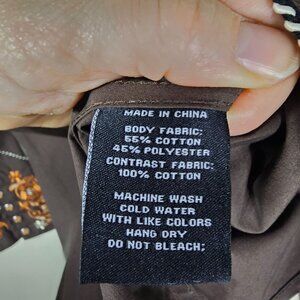 MADE IN CHINA
BODY FABRIC:
55% COTTON
45% POLYESTER
CONTRAST FABRIC:
100% COTTON
MACHINE WASH
COLD WATER
WITH LIKE COLORS
HANG DRY
DO NOT BLEACH;